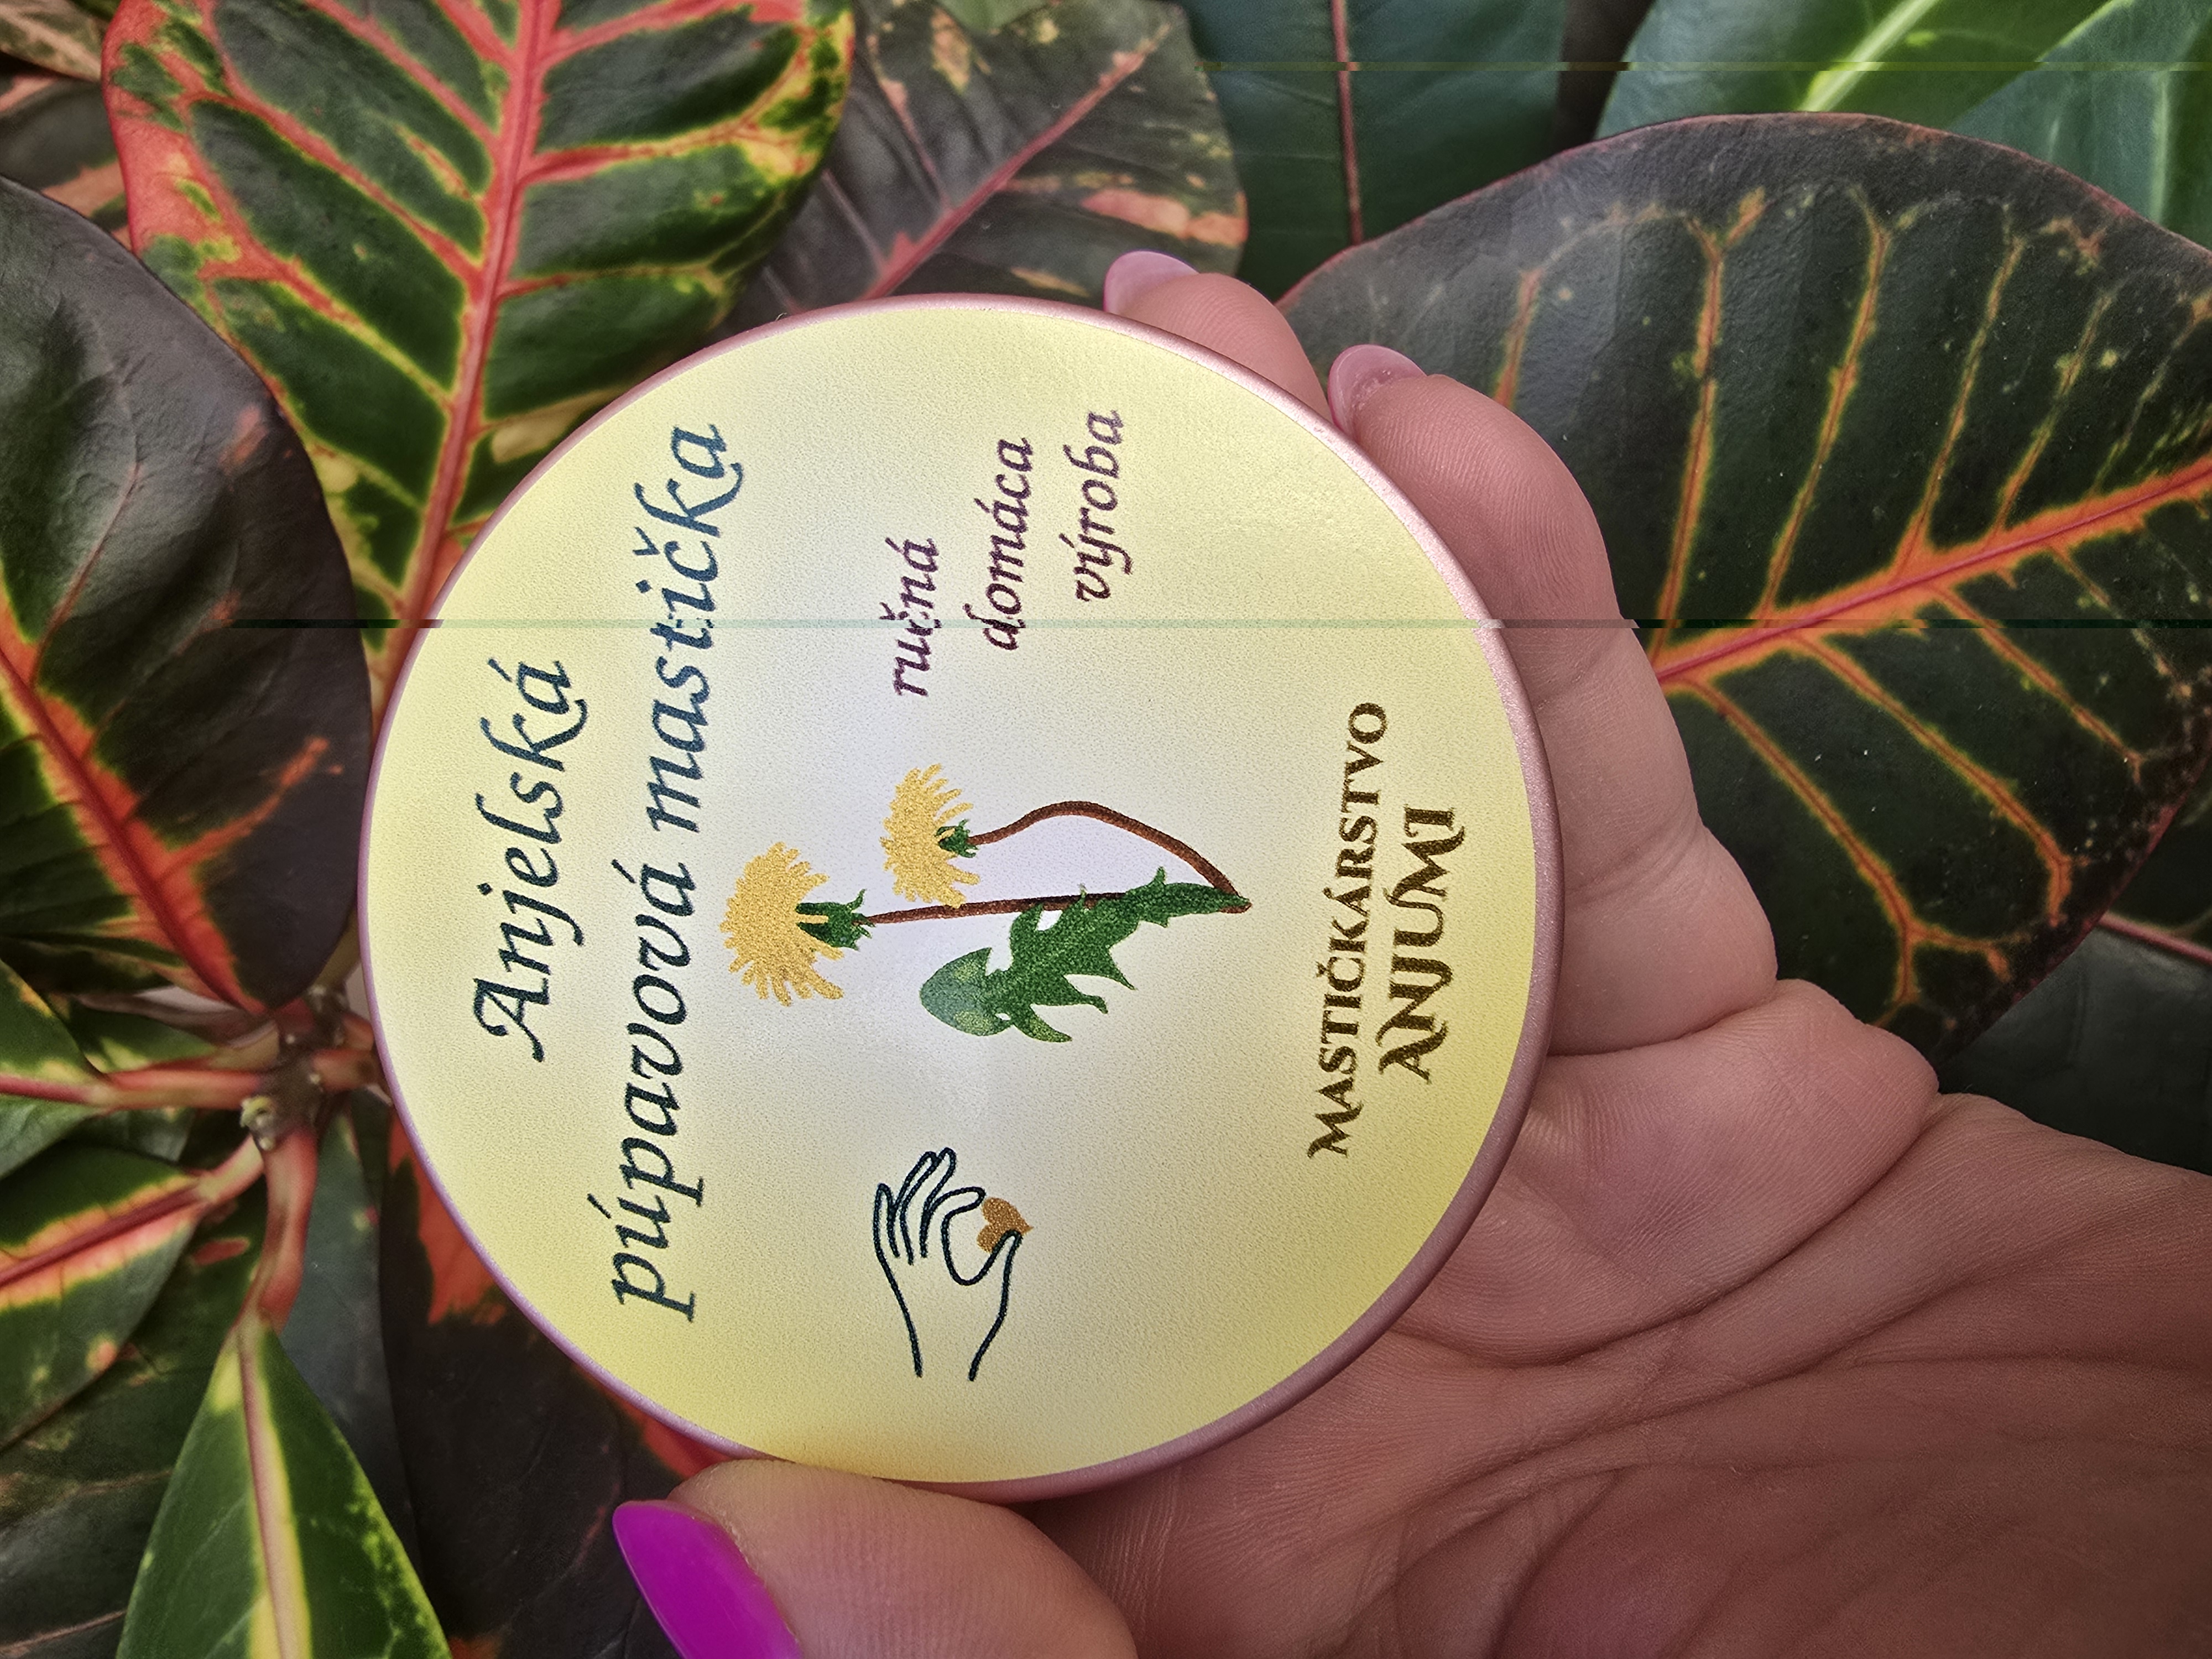 Anjelská
púpavová mastička
ručná
domáca
výroba
MASTIČKÁRSTVO
ANJUMI